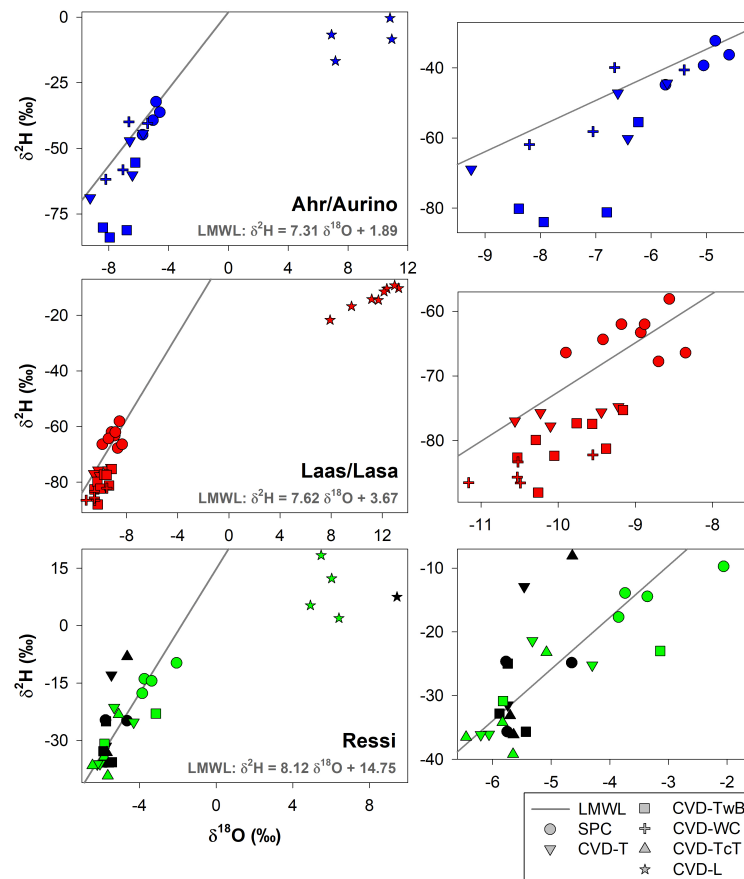 0
-25
-50
-75
δ²H (‰)
-8
-4
0
4
8
12
Ahr/Aurino
LMWL: δ²H = 7.31 δ¹⁸O + 1.89
-40
-60
-80
δ²H (‰)
-9
-8
-7
-6
-5
0
-20
-40
-60
-80
δ²H (‰)
-8
-4
0
4
8
12
Laas/Lasa
LMWL: δ²H = 7.62 δ¹⁸O + 3.67
-60
-70
-80
δ²H (‰)
-11
-10
-9
-8
15
0
-15
-30
δ²H (‰)
-4
0
4
8
Ressi
LMWL: δ²H = 8.12 δ¹⁸O + 14.75
δ¹⁸O (‰)
-10
-20
-30
-40
δ²H (‰)
-6
-5
-4
-3
-2
LMWL
SPC
CVD-T
CVD-TwB
CVD-WC
CVD-TcT
CVD-L